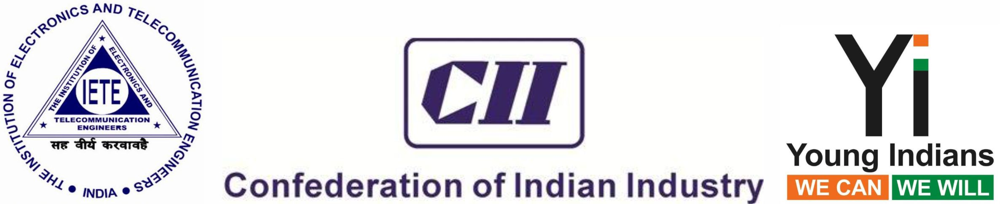 THE INSTITUTION OF ELECTRONICS AND TELECOMMUNICATION ENGINEERS
• INDIA •
THE INSTITUTION OF
ELECTRONICS AND
IETE
TELECOMMUNICATION
ENGINEERS
सह वीर्य करवावहै
CII
Confederation of Indian Industry
Yi
Young Indians
WE CAN WE WILL